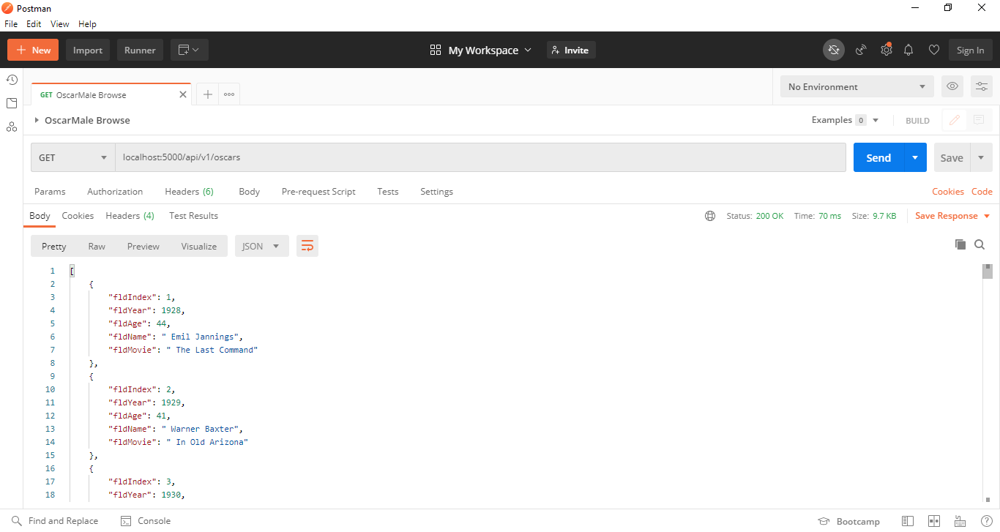 Postman
File Edit View Help
New Import Runner My Workspace Invite Sign In
GET OscarMale Browse No Environment
OscarMale Browse Examples 0 BUILD
GET localhost:5000/api/v1/oscars Send Save
Params Authorization Headers (6) Body Pre-request Script Tests Settings Cookies Code
Body Cookies Headers (4) Test Results Status: 200 OK Time: 70 ms Size: 9.7 KB Save Response
Pretty Raw Preview Visualize JSON
1 [
2 {
3 "fldIndex": 1,
4 "fldYear": 1928,
5 "fldAge": 44,
6 "fldName": " Emil Jannings",
7 "fldMovie": " The Last Command"
8 },
9 {
10 "fldIndex": 2,
11 "fldYear": 1929,
12 "fldAge": 41,
13 "fldName": " Warner Baxter",
14 "fldMovie": " In Old Arizona"
15 },
16 {
17 "fldIndex": 3,
18 "fldYear": 1930,
Find and Replace Console Bootcamp